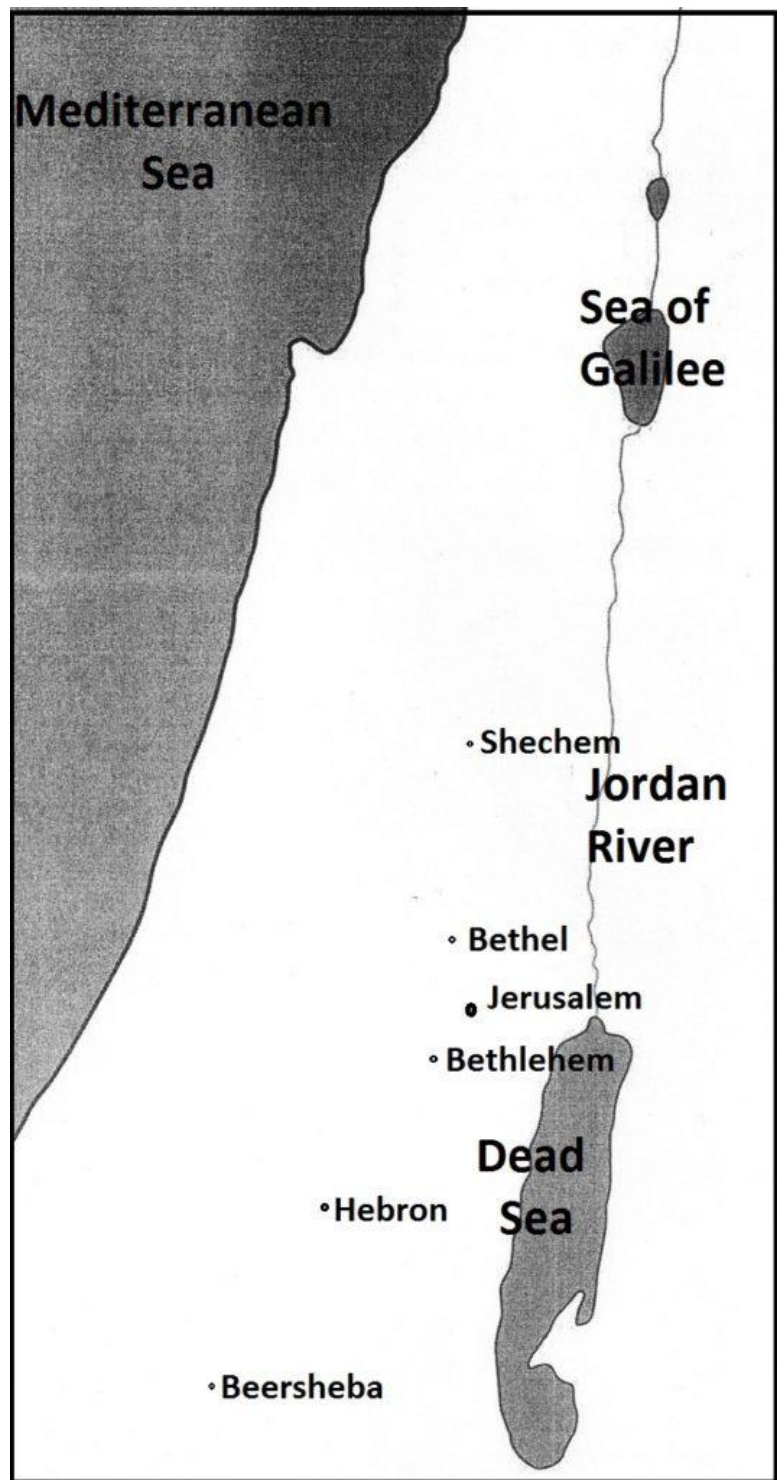 Mediterranean
Sea
Sea of
Galilee
Shechem
Jordan
River
Bethel
Jerusalem
Bethlehem
Dead
Sea
Hebron
Beersheba